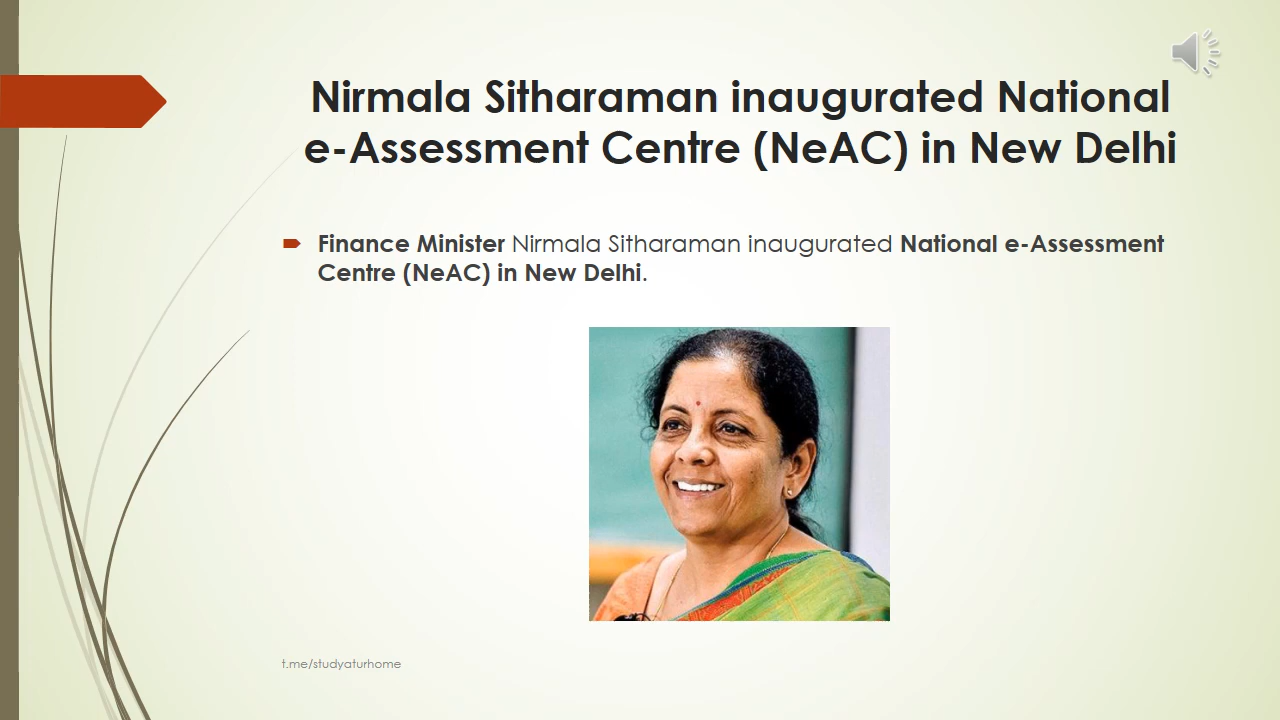 Nirmala Sitharaman inaugurated National
e-Assessment Centre (NeAC) in New Delhi
Finance Minister Nirmala Sitharaman inaugurated National e-Assessment
Centre (NeAC) in New Delhi.
t.me/studyaturhome